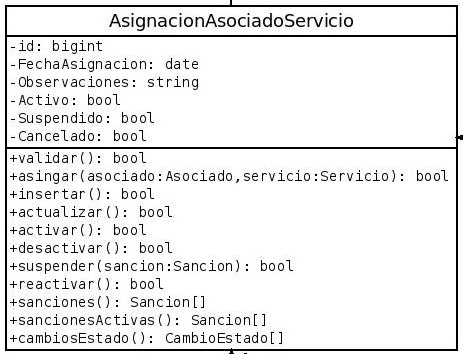 AsignacionAsociadoServicio
-id: bigint
-FechaAsignacion: date
-Observaciones: string
-Activo: bool
-Suspendido: bool
-Cancelado: bool
+validar(): bool
+asingar(asociado:Asociado,servicio:Servicio): bool
+insertar(): bool
+actualizar(): bool
+activar(): bool
+desactivar(): bool
+suspender(sancion:Sancion): bool
+reactivar(): bool
+sanciones(): Sancion[]
+sancionesActivas(): Sancion[]
+cambiosEstado(): CambioEstado[]